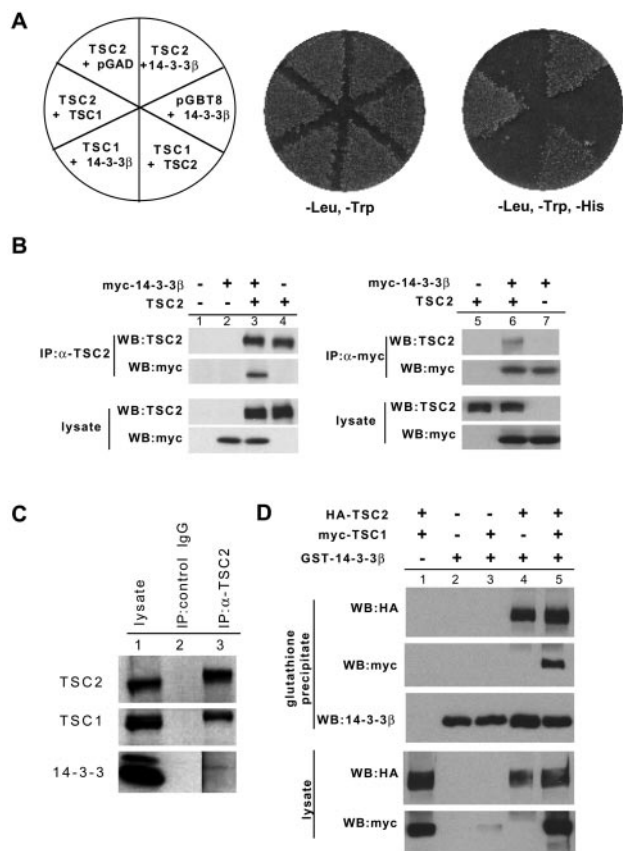 A
TSC2 + pGAD
TSC2 +14-3-3β
TSC2 + TSC1
pGBT8 + 14-3-3β
TSC1 + 14-3-3β
TSC1 + TSC2
-Leu, -Trp
-Leu, -Trp, -His
B
myc-14-3-3β - + + -
TSC2 - - + +
1 2 3 4
IP:α-TSC2
WB:TSC2
WB:myc
lysate
WB:TSC2
WB:myc
myc-14-3-3β - + +
TSC2 + + -
5 6 7
IP:α-myc
WB:TSC2
WB:myc
lysate
WB:TSC2
WB:myc
C
lysate
IP:control IgG
IP:α-TSC2
1 2 3
TSC2
TSC1
14-3-3
D
HA-TSC2 + - - + +
myc-TSC1 + - + - +
GST-14-3-3β - + + + +
1 2 3 4 5
glutathione precipitate
WB:HA
WB:myc
WB:14-3-3β
lysate
WB:HA
WB:myc